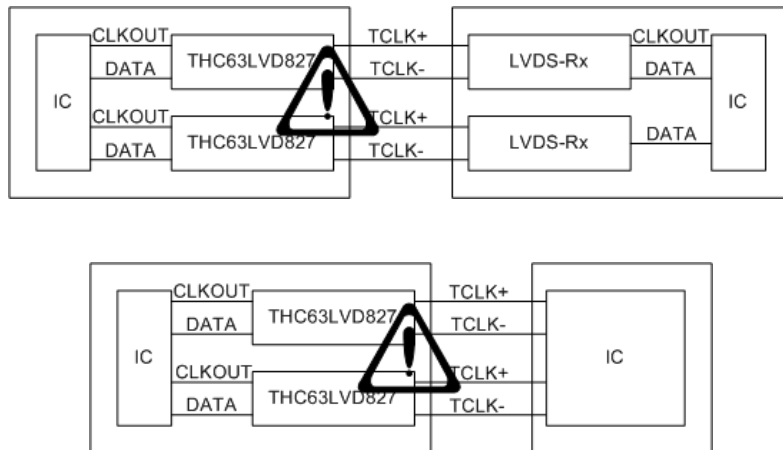 CLKOUT
THC63LVD827
TCLK+
LVDS-Rx
CLKOUT
DATA
TCLK-
DATA
IC
IC
CLKOUT
THC63LVD827
TCLK+
LVDS-Rx
DATA
DATA
TCLK-
CLKOUT
THC63LVD827
TCLK+
DATA
TCLK-
IC
IC
CLKOUT
THC63LVD827
TCLK+
DATA
TCLK-